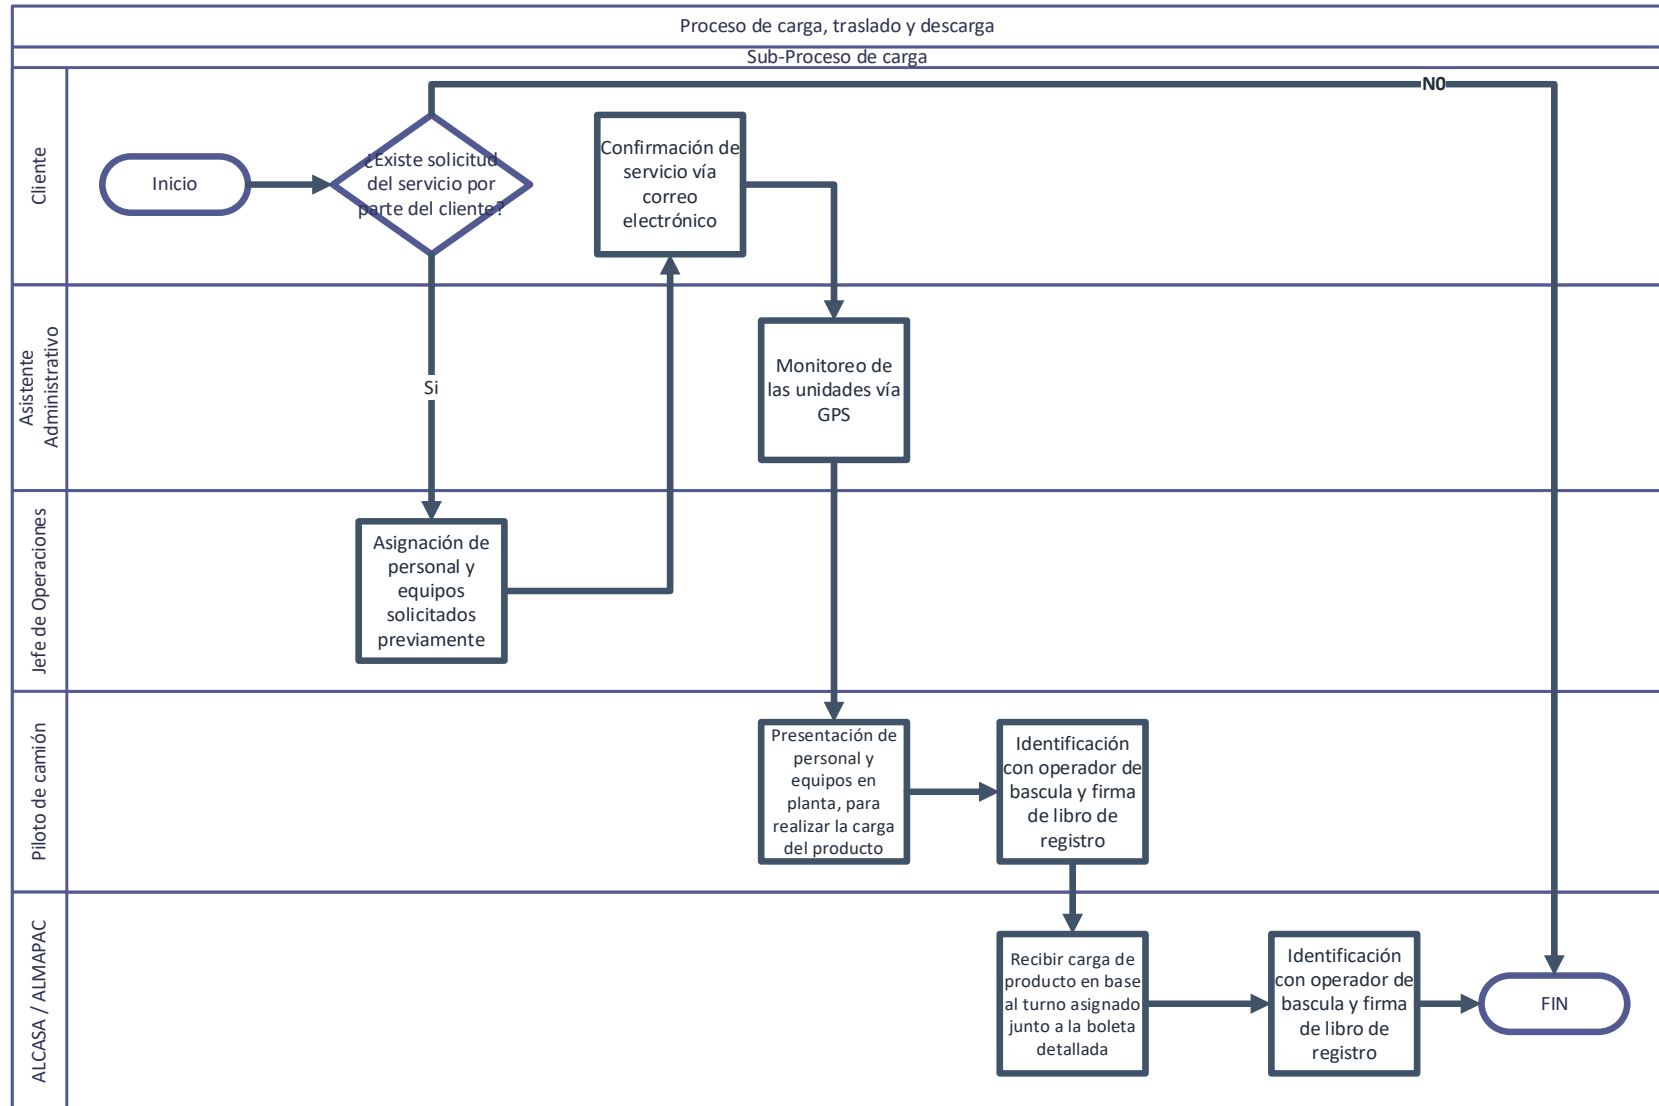 Proceso de carga, traslado y descarga
Sub-Proceso de carga
N0
Cliente
Inicio
¿Existe solicitud
del servicio por
parte del cliente?
Confirmación de
servicio vía
correo
electrónico
Asistente
Administrativo
Si
Monitoreo de
las unidades vía
GPS
Jefe de Operaciones
Asignación de
personal y
equipos
solicitados
previamente
Piloto de camión
Presentación de
personal y
equipos en
planta, para
realizar la carga
del producto
Identificación
con operador de
bascula y firma
de libro de
registro
ALCASA / ALMAPAC
Recibir carga de
producto en base
al turno asignado
junto a la boleta
detallada
Identificación
con operador de
bascula y firma
de libro de
registro
FIN